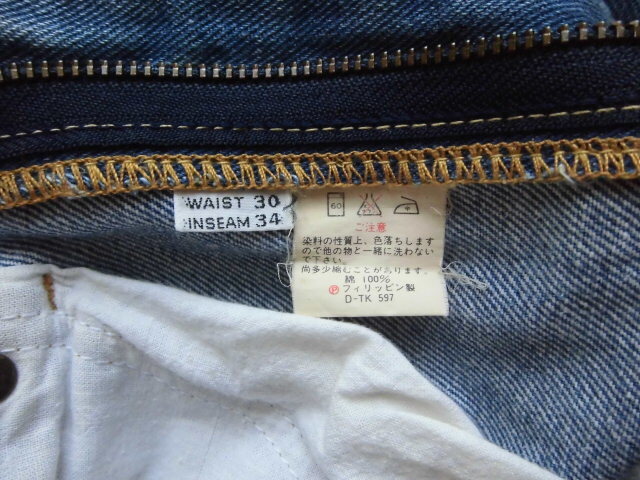 WAIST 30
INSEAM 34
60
ご注意
染料の性質上、色落ちします
ので他の物と一緒に洗わない
で下さい。
尚多少縮むことがあります。
綿 100%
Ⓟフィリッピン製
D-TK 597